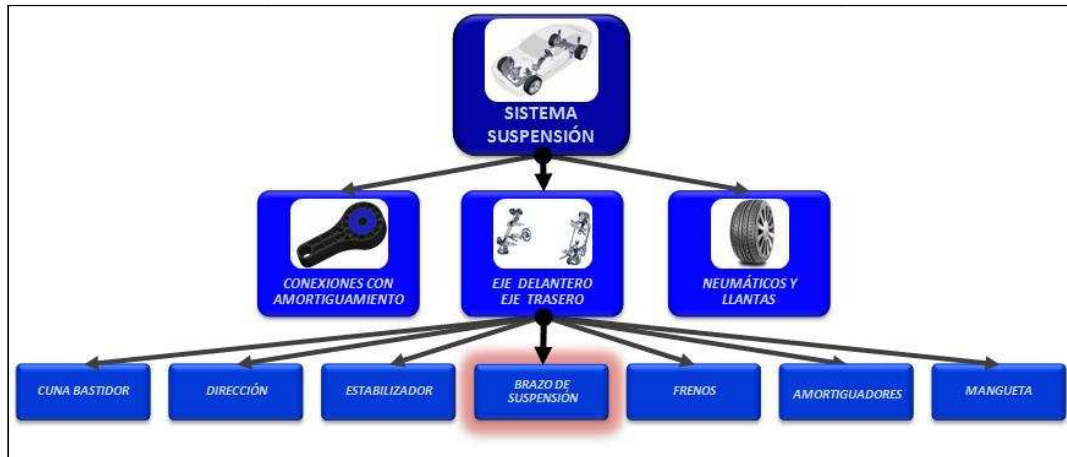 SISTEMA
SUSPENSIÓN
CONEXIONES CON
AMORTIGUAMIENTO
EJE DELANTERO
EJE TRASERO
NEUMÁTICOS Y
LLANTAS
CUNA BASTIDOR
DIRECCIÓN
ESTABILIZADOR
BRAZO DE
SUSPENSIÓN
FRENOS
AMORTIGUADORES
MANGUETA